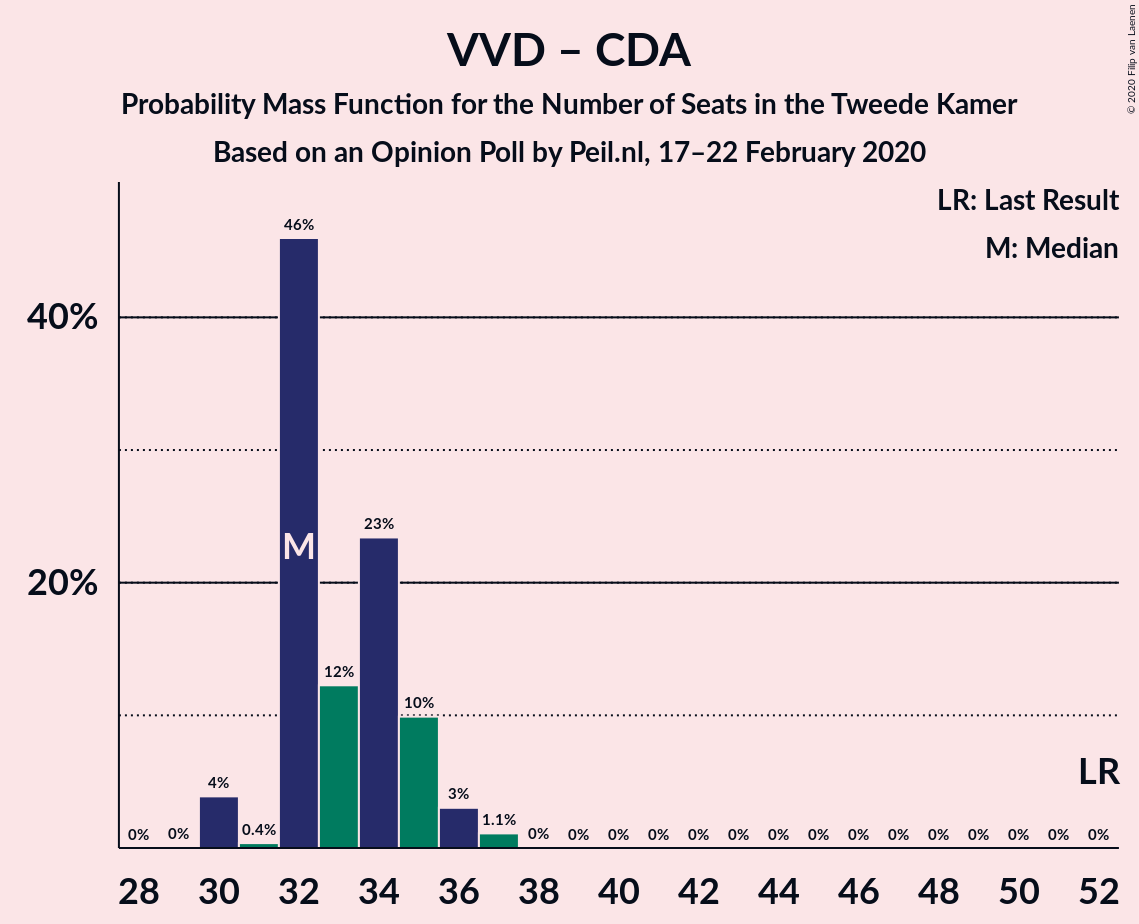 VVD – CDA
Probability Mass Function for the Number of Seats in the Tweede Kamer
Based on an Opinion Poll by Peil.nl, 17–22 February 2020
© 2020 Filip van Laenen
LR: Last Result
M: Median
46%
40%
23%
M
20%
12%
10%
LR
4%
3%
1.1%
0.4%
0% 0% 0% 0% 0% 0% 0% 0% 0% 0% 0% 0% 0% 0% 0% 0% 0%
28 30 32 34 36 38 40 42 44 46 48 50 52